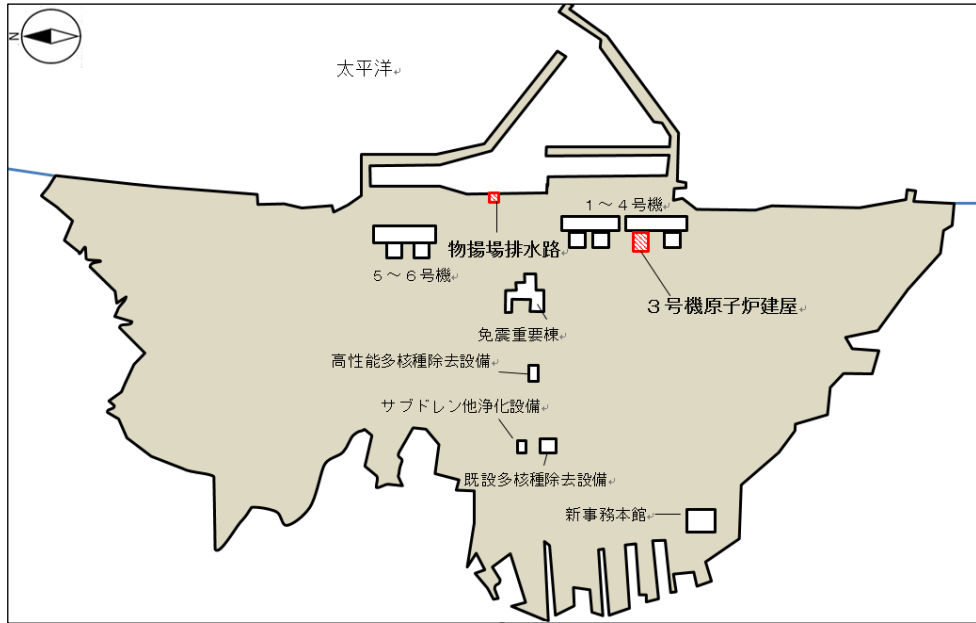 N
太平洋
１～４号機
物揚場排水路
５～６号機
３号機原子炉建屋
免震重要棟
高性能多核種除去設備
サブドレン他浄化設備
既設多核種除去設備
新事務本館